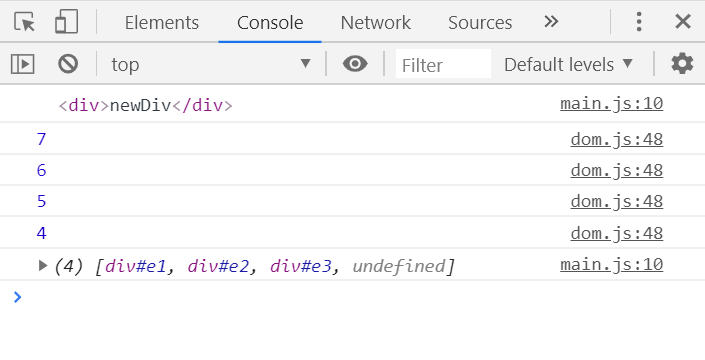 Elements Console Network Sources »
top ▼ Filter Default levels ▼
<div>newDiv</div> main.js:10
7 dom.js:48
6 dom.js:48
5 dom.js:48
4 dom.js:48
▶ (4) [div#e1, div#e2, div#e3, undefined] main.js:10
>